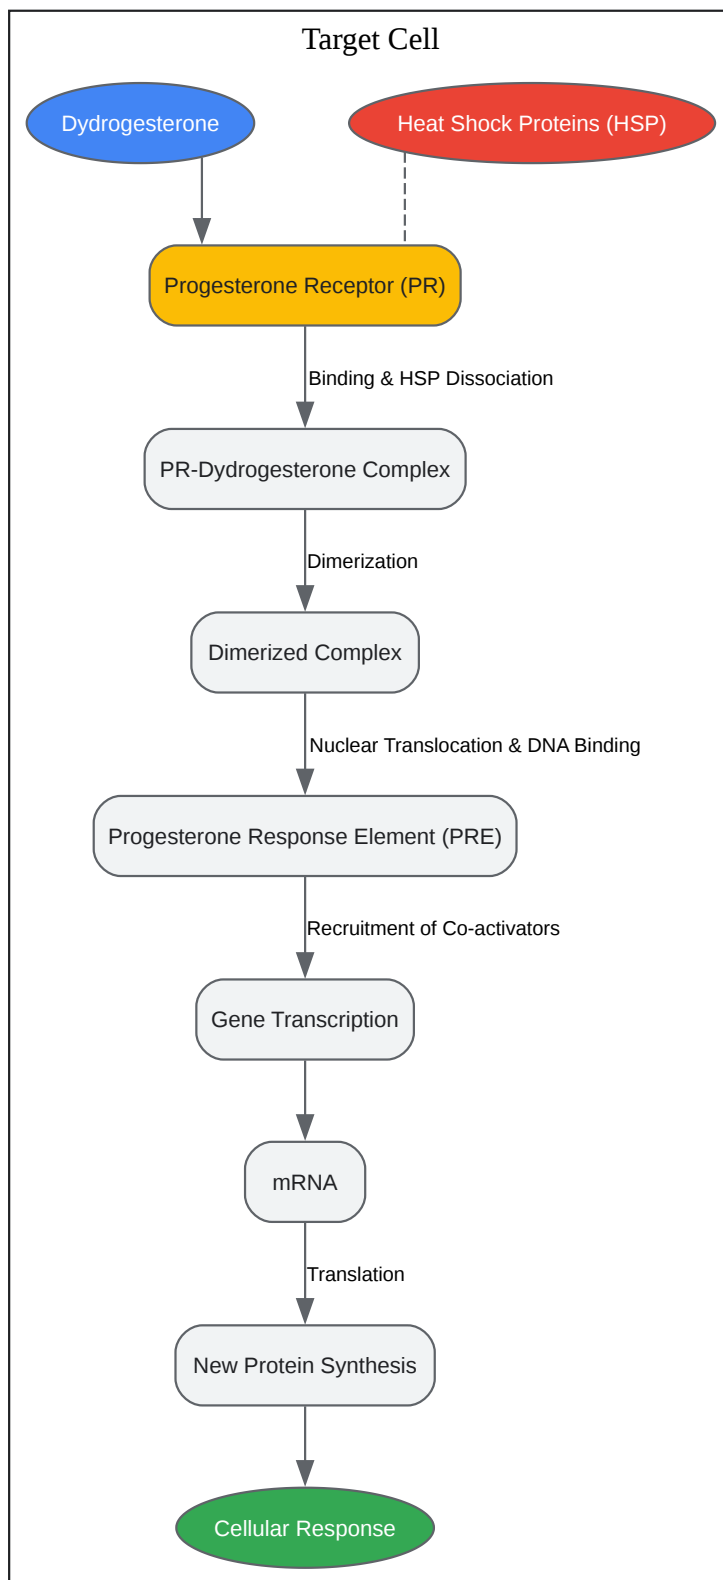 Target Cell
Dydrogesterone
Heat Shock Proteins (HSP)
Progesterone Receptor (PR)
Binding & HSP Dissociation
PR-Dydrogesterone Complex
Dimerization
Dimerized Complex
Nuclear Translocation & DNA Binding
Progesterone Response Element (PRE)
Recruitment of Co-activators
Gene Transcription
mRNA
Translation
New Protein Synthesis
Cellular Response